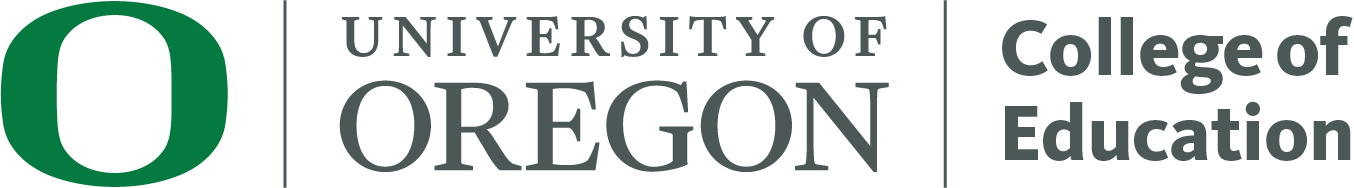 O
UNIVERSITY OF
OREGON
College of
Education